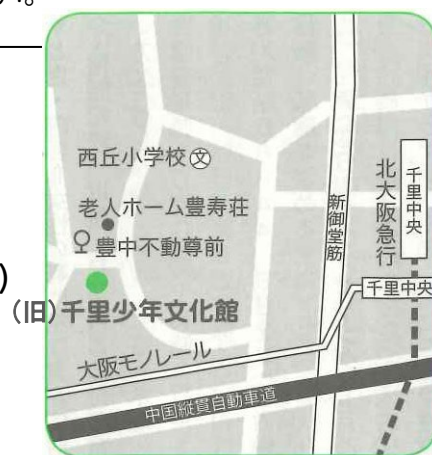 い。
西丘小学校 文
老人ホーム豊寿荘
豊中不動尊前
)
(旧)千里少年文化館
大阪モノレール
中国縦貫自動車道
新御堂筋
北大阪急行
千里中央
千里中央